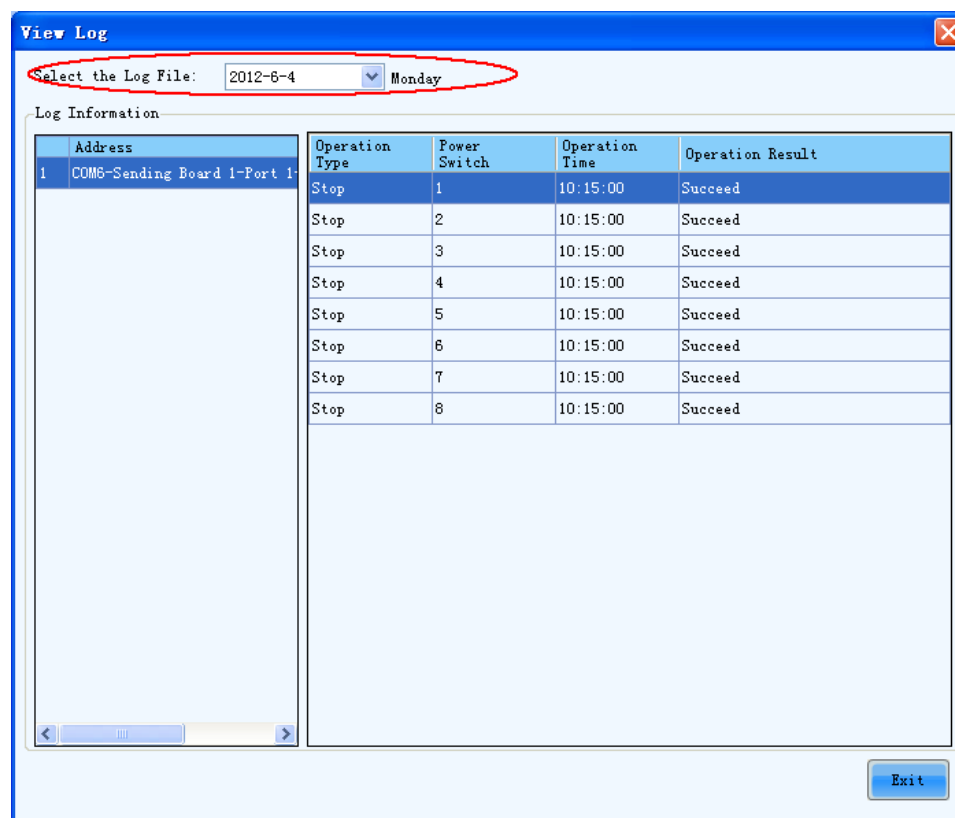 View Log
Select the Log File: 2012-6-4 Monday
Log Information
Address
1 COM6-Sending Board 1-Port 1-
Operation Type Power Switch Operation Time Operation Result
Stop 1 10:15:00 Succeed
Stop 2 10:15:00 Succeed
Stop 3 10:15:00 Succeed
Stop 4 10:15:00 Succeed
Stop 5 10:15:00 Succeed
Stop 6 10:15:00 Succeed
Stop 7 10:15:00 Succeed
Stop 8 10:15:00 Succeed
Exit